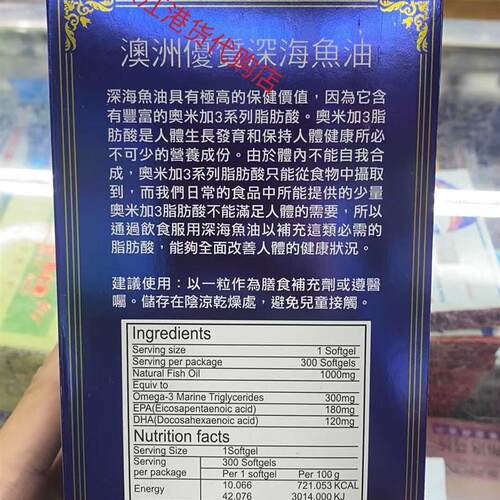 江港货代购店
澳洲優質深海魚油
深海魚油具有極高的保健價值，因為它含
有豐富的奧米加3系列脂肪酸。奧米加3脂
肪酸是人體生長發育和保持人體健康所必
不可少的營養成份。由於體內不能自我合
成，奧米加3系列脂肪酸只能從食物中攝取
到，而我們日常的食品中所能提供的少量
奧米加3脂肪酸不能滿足人體的需要，所以
通過飲食服用深海魚油以補充這類必需的
脂肪酸，能夠全面改善人體的健康狀況。
建議使用：以一粒作為膳食補充劑或遵醫
囑。儲存在陰涼乾燥處，避免兒童接觸。
Ingredients
Serving size 1 Softgel
Serving per package 300 Softgels
Natural Fish Oil 1000mg
Equiv to
Omega-3 Marine Triglycerides 300mg
EPA(Eicosapentaenoic acid) 180mg
DHA(Docosahexaenoic acid) 120mg
Nutrition facts
Serving Size 1Softgel
Serving per package 300 Softgels
Per 1 softgel Per 100 g
Energy 10.066 721.053 KCAL
42.076 3014.000 KJ